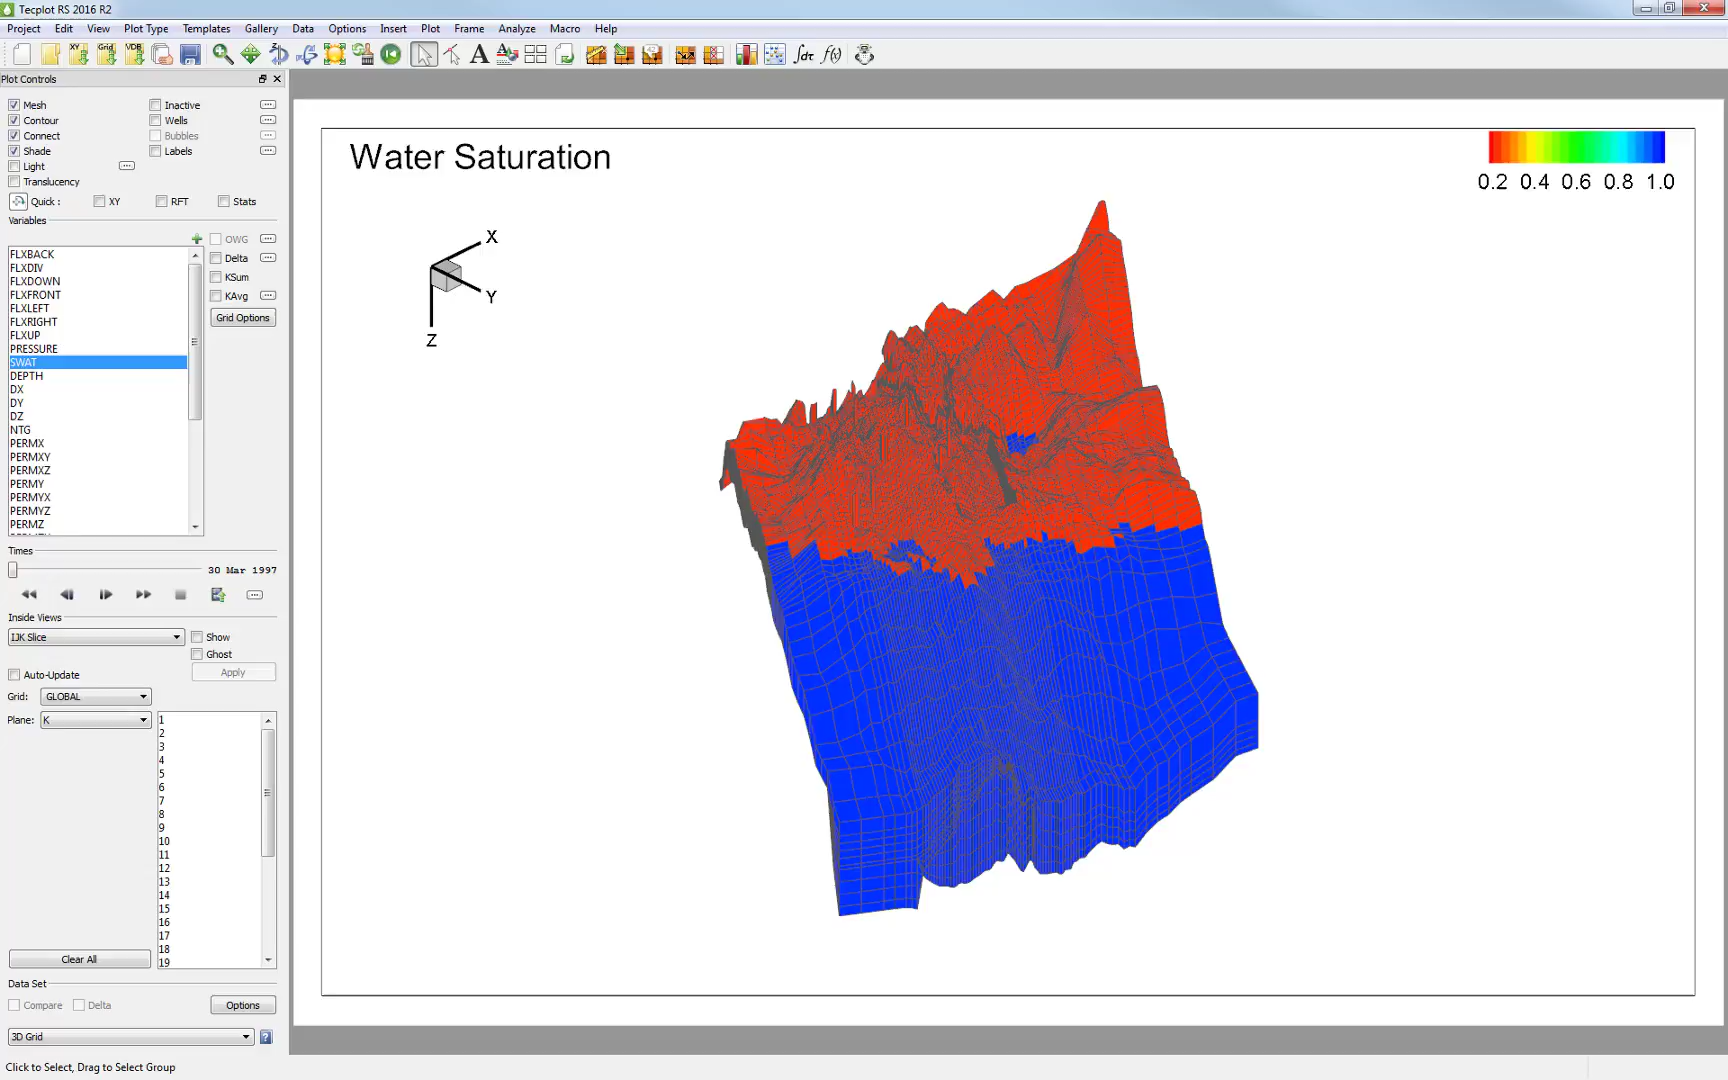 Tecplot RS 2016 R2
Project Edit View Plot Type Templates Gallery Data Options Insert Plot Frame Analyze Macro Help
Plot Controls
Mesh Inactive
Contour Wells
Connect Bubbles
Shade Labels
Light
Translucency
Quick : XY RFT Stats
Variables
OWG
FLXBACK
FLXDIV
FLXDOWN
FLXFRONT
FLXLEFT
FLXRIGHT
FLXUP
PRESSURE
SWAT
DEPTH
DX
DY
DZ
NTG
PERMX
PERMXY
PERMXZ
PERMY
PERMYX
PERMYZ
PERMZ
Delta
KSum
KAvg
Grid Options
Times
30 Mar 1997
Inside Views
IJK Slice Show
Ghost
Auto-Update Apply
Grid: GLOBAL
Plane: K
1
2
3
4
5
6
7
8
9
10
11
12
13
14
15
16
17
18
19
Clear All
Data Set
Compare Delta Options
3D Grid ?
Click to Select, Drag to Select Group
Water Saturation
X
Y
Z
0.2 0.4 0.6 0.8 1.0